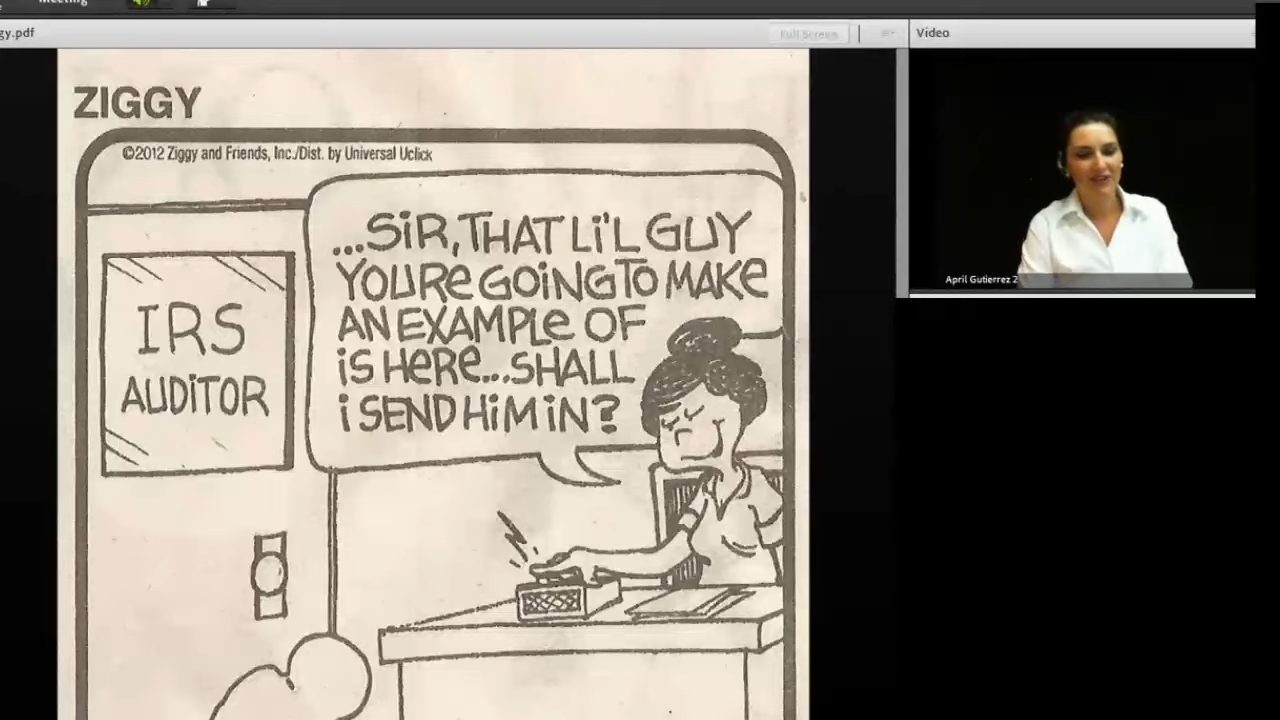 Meeting
gy.pdf
Full Screen
Video
ZIGGY
©2012 Ziggy and Friends, Inc./Dist. by Universal Uclick
...SiR, THAT Li'L GUY
YOU'Re GOiNG TO MAKe
AN EXAMPLe OF
iS HeRe...SHALL
i SEND HiM iN?
IRS
AUDiTOR
April Gutierrez 2